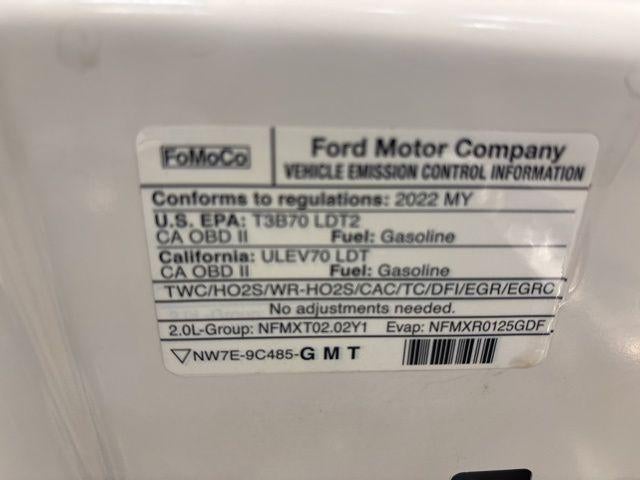 FoMoCo
Ford Motor Company
VEHICLE EMISSION CONTROL INFORMATION
Conforms to regulations: 2022 MY
U.S. EPA: T3B70 LDT2
CA OBD II Fuel: Gasoline
California: ULEV70 LDT
CA OBD II Fuel: Gasoline
TWC/HO2S/WR-HO2S/CAC/TC/DFI/EGR/EGRC
No adjustments needed.
2.0L-Group: NFMXT02.02Y1 Evap: NFMXR0125GDF
NW7E-9C485-GMT